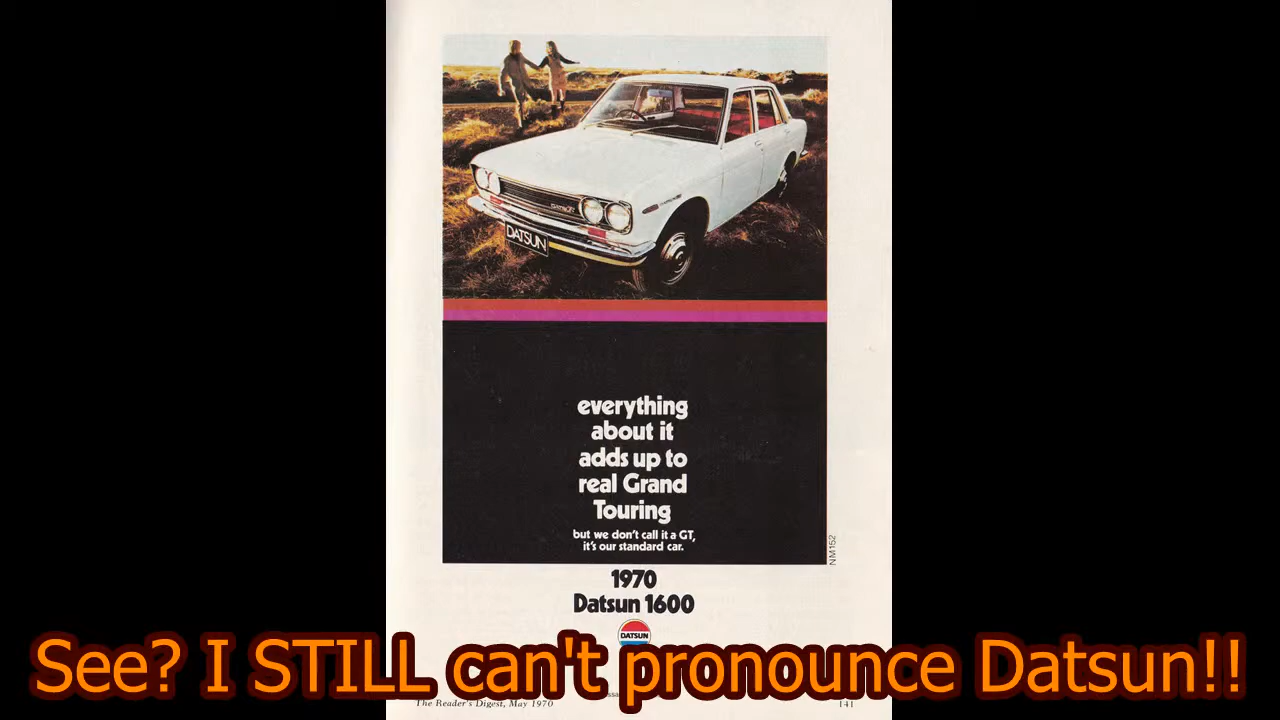 DATSUN
DATSUN
everything
about it
adds up to
real Grand
Touring
but we don't call it a GT,
it's our standard car.
NM152
1970
Datsun 1600
DATSUN
See? I STILL can't pronounce Datsun!!
The Reader's Digest, May 1970
141